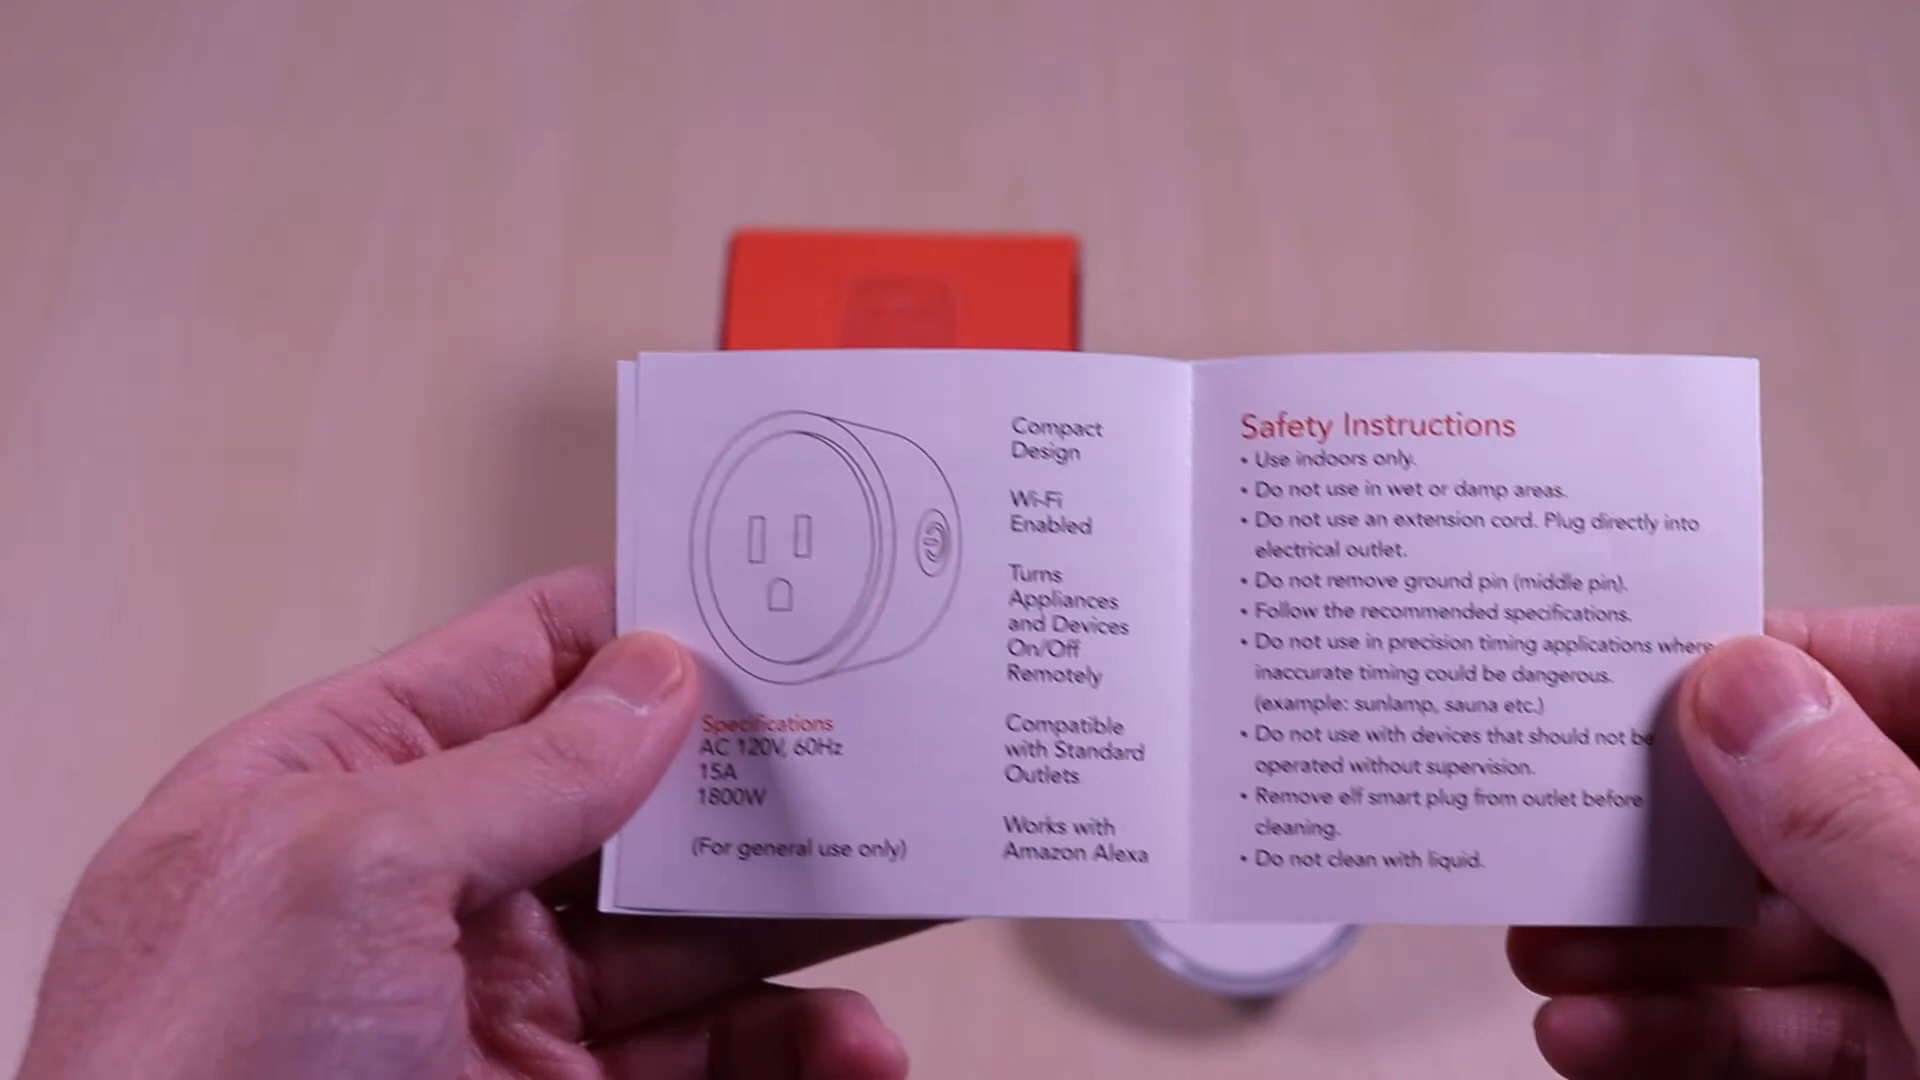 Compact
Design
Wi-Fi
Enabled
Turns
Appliances
and Devices
On/Off
Remotely
Compatible
with Standard
Outlets
Works with
Amazon Alexa
Specifications
AC 120V, 60Hz
15A
1800W
(For general use only)
Safety Instructions
• Use indoors only.
• Do not use in wet or damp areas.
• Do not use an extension cord. Plug directly into
electrical outlet.
• Do not remove ground pin (middle pin).
• Follow the recommended specifications.
• Do not use in precision timing applications where
inaccurate timing could be dangerous.
(example: sunlamp, sauna etc.)
• Do not use with devices that should not be
operated without supervision.
• Remove elf smart plug from outlet before
cleaning.
• Do not clean with liquid.